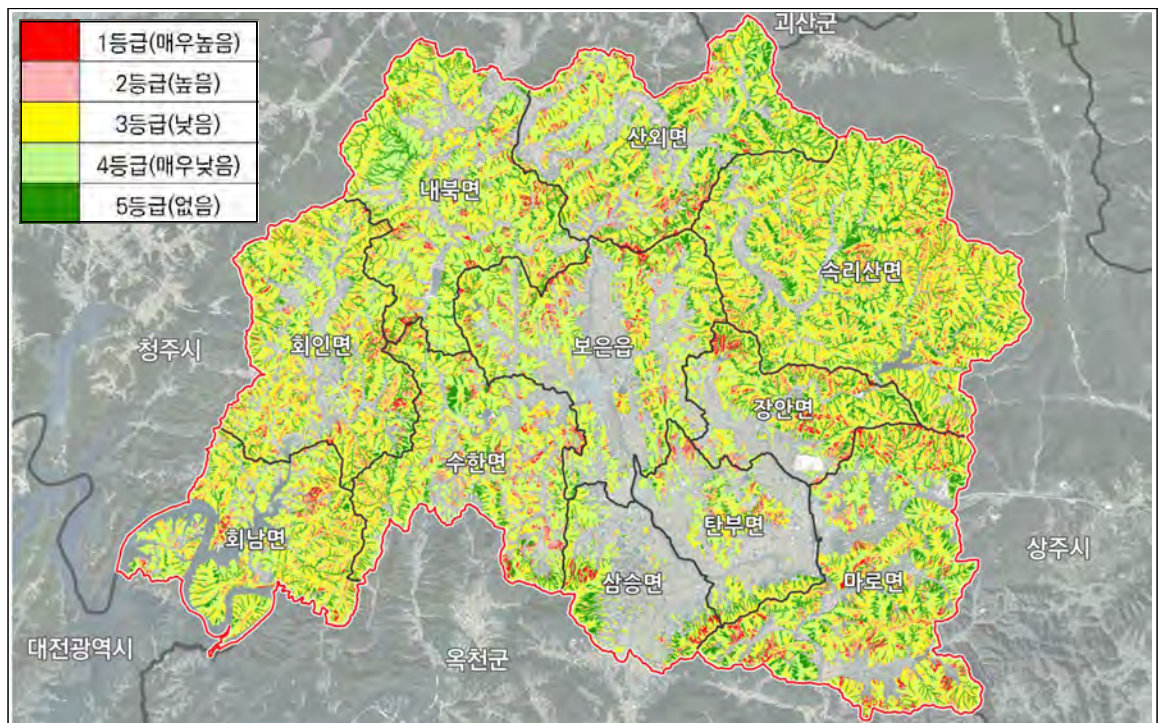 1등급(매우높음)
2등급(높음)
3등급(낮음)
4등급(매우낮음)
5등급(없음)
괴산군
산외면
내북면
속리산면
청주시
회인면
보은읍
장안면
수한면
탄부면
회남면
삼승면
마로면
상주시
대전광역시
옥천군